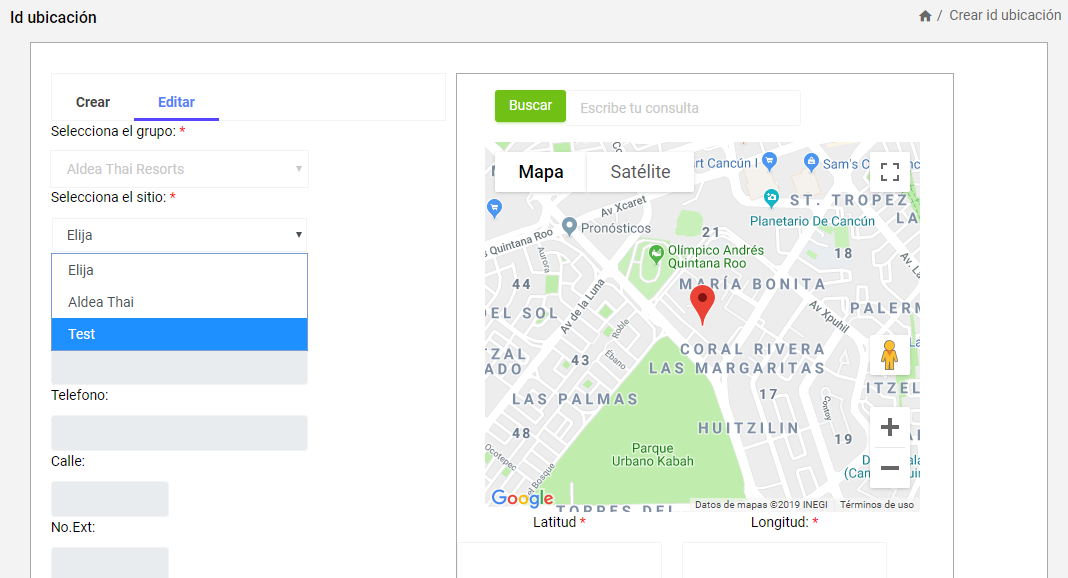 Id ubicación
/ Crear id ubicación
Crear
Editar
Selecciona el grupo: *
Aldea Thai Resorts
Selecciona el sitio: *
Elija
Elija
Aldea Thai
Test
Telefono:
Calle:
No.Ext:
Buscar
Escribe tu consulta
Mapa
Satélite
art Cancún I
Sam's C
nc
ST. TROPEZ
Planetario De Cancún
LA
Av Xcaret
Pronósticos
21
Quintana Roo
Olímpico Andrés
Quintana Roo
18
Aurora
Av. La
44
MARÍA BONITA
DEL SOL
Av de la Luna
Roble
Av Xpuhil
PALERM
CORAL RIVERA
LAS MARGARITAS
ZAL
ADO
43
Ébano
ITZEL
LAS PALMAS
17
Contoy
HUITZILIN
48
19
Ocotepec
el Bosque
Parque
Urbano Kabah
(Can
Google
TORRES DEL
Datos de mapas ©2019 INEGI
Términos de uso
Latitud *
Longitud: *